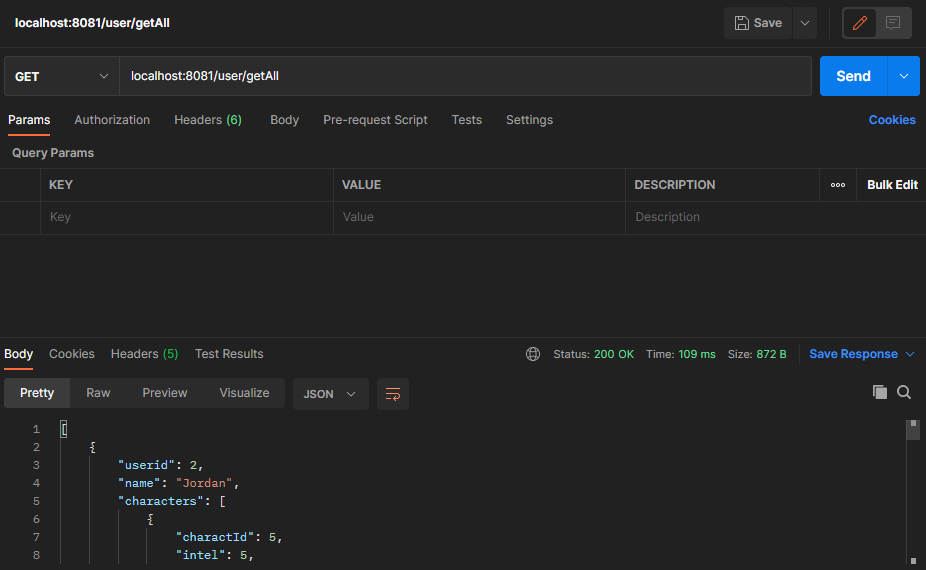 localhost:8081/user/getAll Save
GET localhost:8081/user/getAll Send
Params Authorization Headers (6) Body Pre-request Script Tests Settings Cookies
Query Params
KEY VALUE DESCRIPTION Bulk Edit
Key Value Description
Body Cookies Headers (5) Test Results Status: 200 OK Time: 109 ms Size: 872 B Save Response
Pretty Raw Preview Visualize JSON
1 [
2 {
3 "userid": 2,
4 "name": "Jordan",
5 "characters": [
6 {
7 "charactId": 5,
8 "intel": 5,